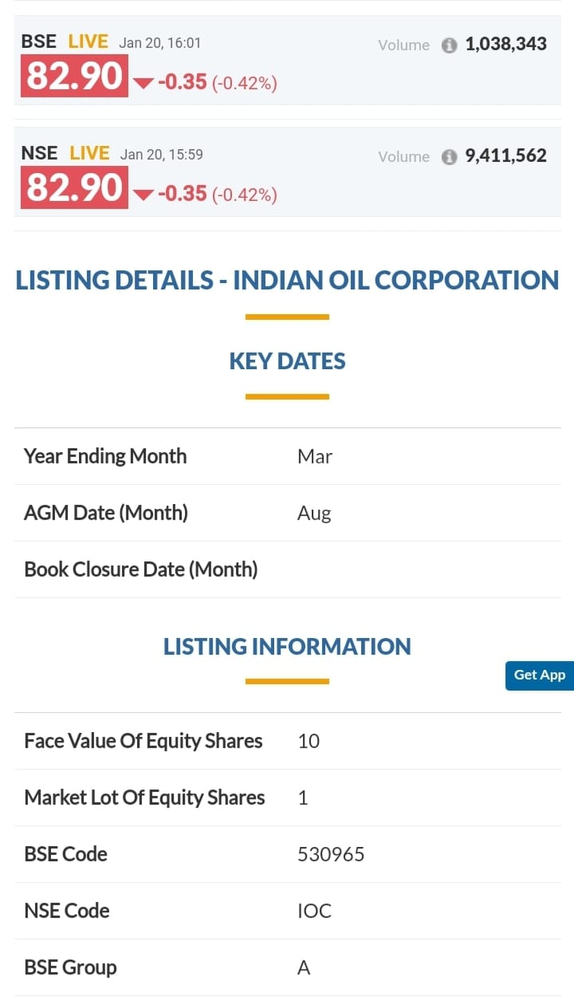 BSE LIVE Jan 20, 16:01 Volume 1,038,343
82.90 -0.35 (-0.42%)
NSE LIVE Jan 20, 15:59 Volume 9,411,562
82.90 -0.35 (-0.42%)
LISTING DETAILS - INDIAN OIL CORPORATION
KEY DATES
Year Ending Month Mar
AGM Date (Month) Aug
Book Closure Date (Month)
LISTING INFORMATION
Get App
Face Value Of Equity Shares 10
Market Lot Of Equity Shares 1
BSE Code 530965
NSE Code IOC
BSE Group A